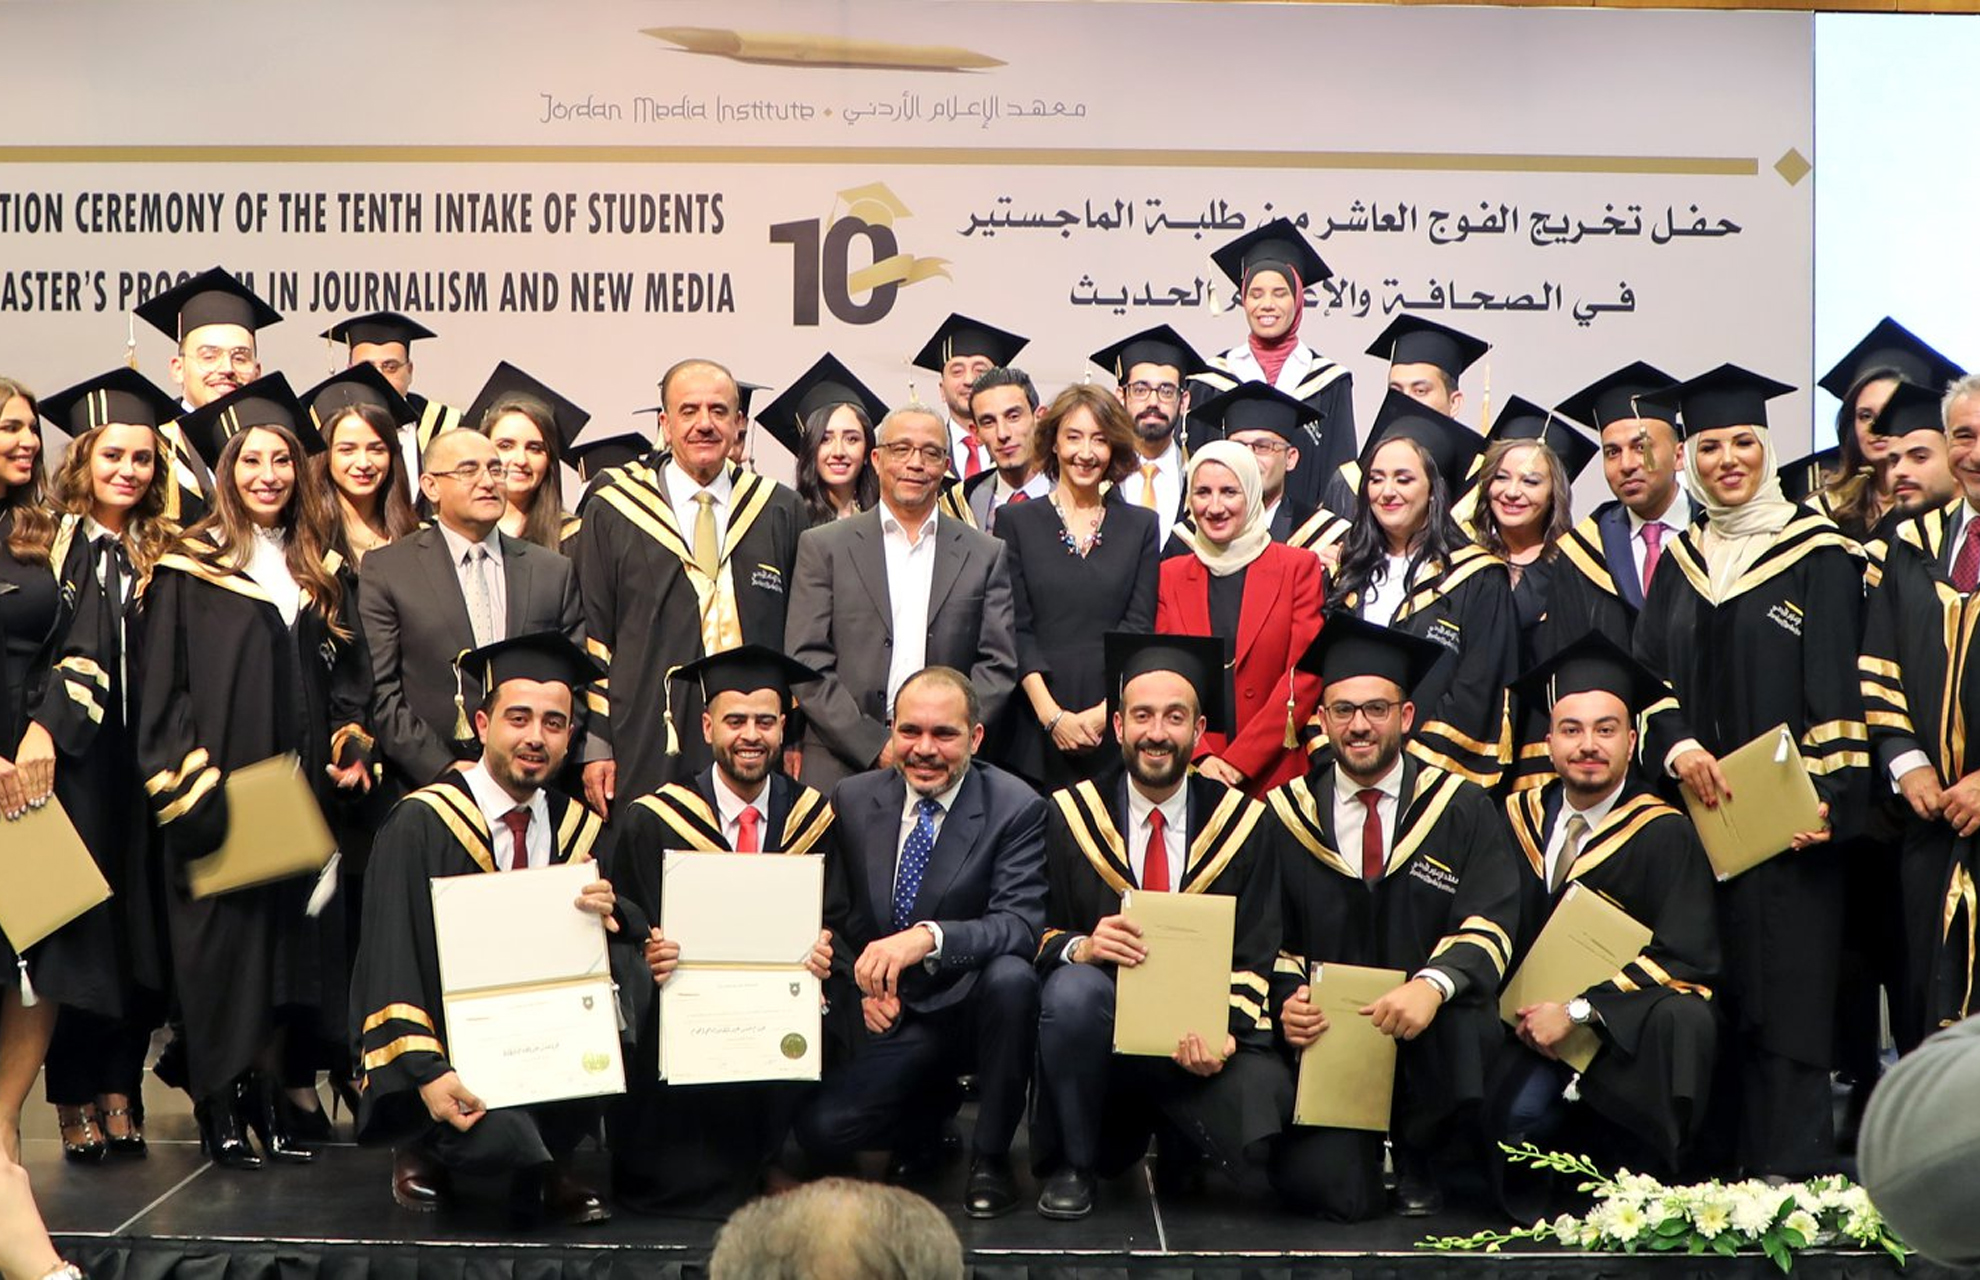 Jordan Media Institute • معهد الإعلام الأردني
TION CEREMONY OF THE TENTH INTAKE OF STUDENTS
ASTER'S PROGRAM IN JOURNALISM AND NEW MEDIA
10
حفل تخريج الفوج العاشر من طلبة الماجستير
في الصحافة والإعلام الحديث